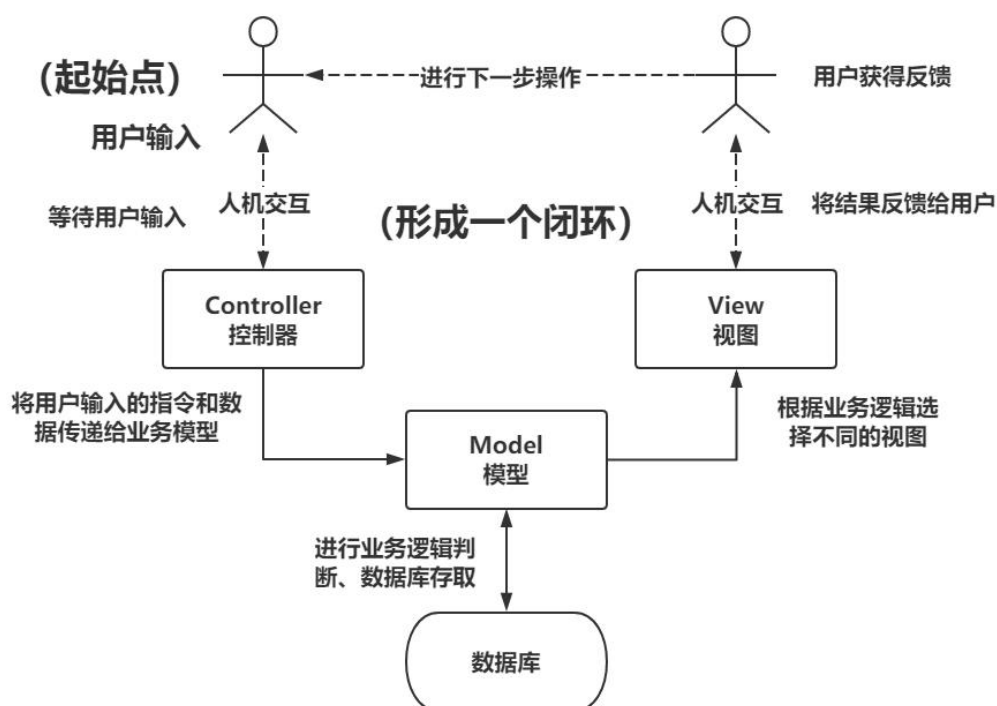 （起始点）
进行下一步操作
用户获得反馈
用户输入
等待用户输入
人机交互
（形成一个闭环）
人机交互
将结果反馈给用户
Controller
控制器
View
视图
将用户输入的指令和数
据传递给业务模型
Model
模型
根据业务逻辑选
择不同的视图
进行业务逻辑判
断、数据库存取
数据库